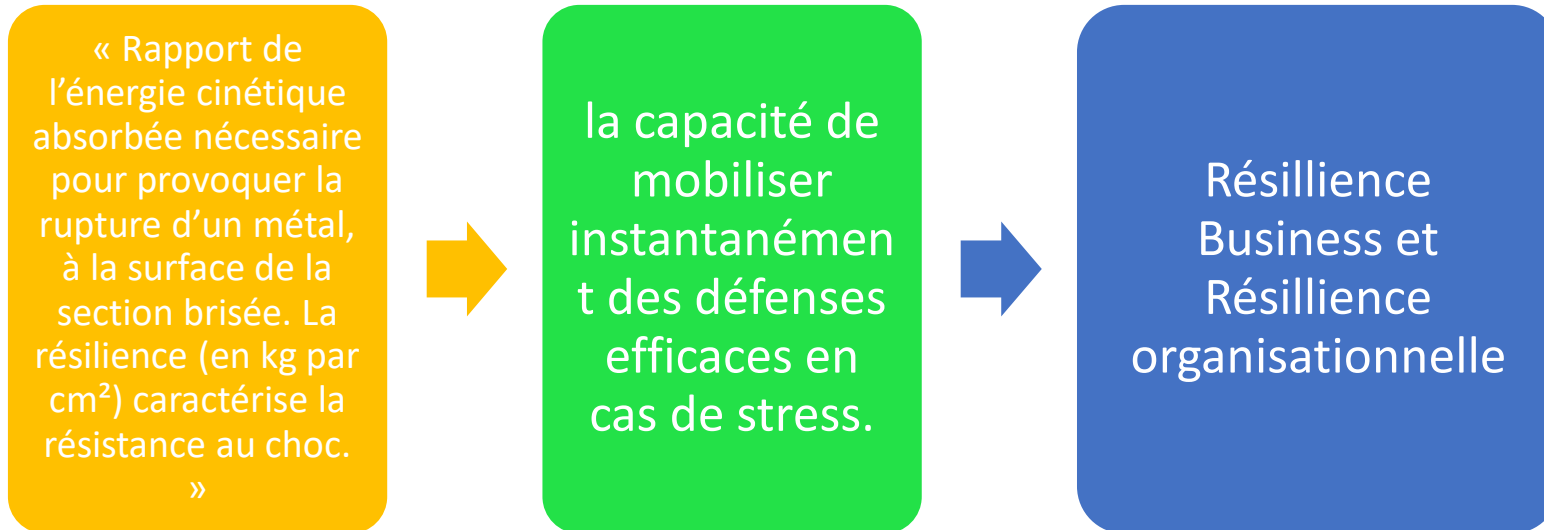 « Rapport de
l’énergie cinétique
absorbée nécessaire
pour provoquer la
rupture d’un métal,
à la surface de la
section brisée. La
résilience (en kg par
cm²) caractérise la
résistance au choc.
»
la capacité de
mobiliser
instantanémen
t des défenses
efficaces en
cas de stress.
Résillience
Business et
Résillience
organisationnelle